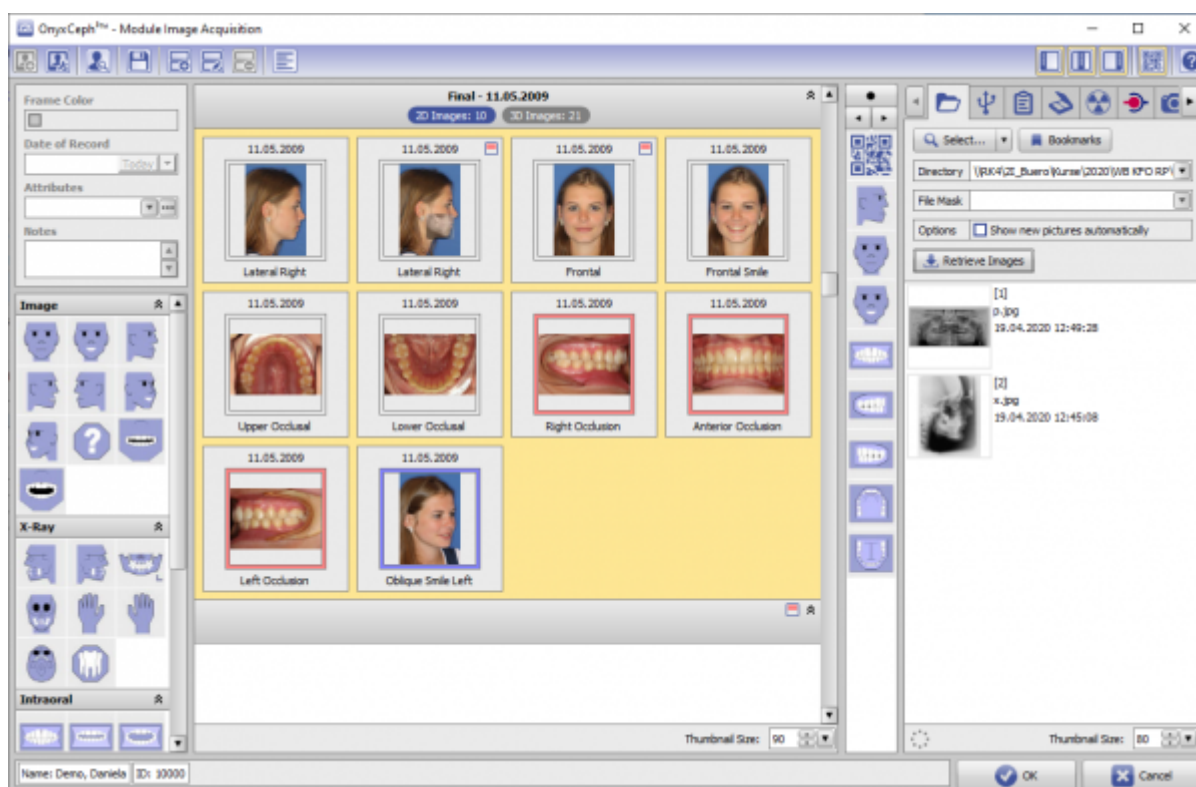 OnyxCeph³™ - Module Image Acquisition
Frame Color
Date of Record
Today
Attributes
Notes
Image
X-Ray
Intraoral
Final - 11.05.2009
2D Images: 10
3D Images: 21
11.05.2009
Lateral Right
11.05.2009
Lateral Right
11.05.2009
Frontal
11.05.2009
Frontal Smile
11.05.2009
Upper Occlusal
11.05.2009
Lower Occlusal
11.05.2009
Right Occlusion
11.05.2009
Anterior Occlusion
11.05.2009
Left Occlusion
11.05.2009
Oblique Smile Left
Thumbnail Size: 90
Select...
Bookmarks
Directory
File Mask
Options
Show new pictures automatically
Retrieve Images
[1]
p.jpg
19.04.2020 12:49:28
[2]
x.jpg
19.04.2020 12:45:08
Thumbnail Size: 80
Name: Demo, Daniela
ID: 10000
OK
Cancel